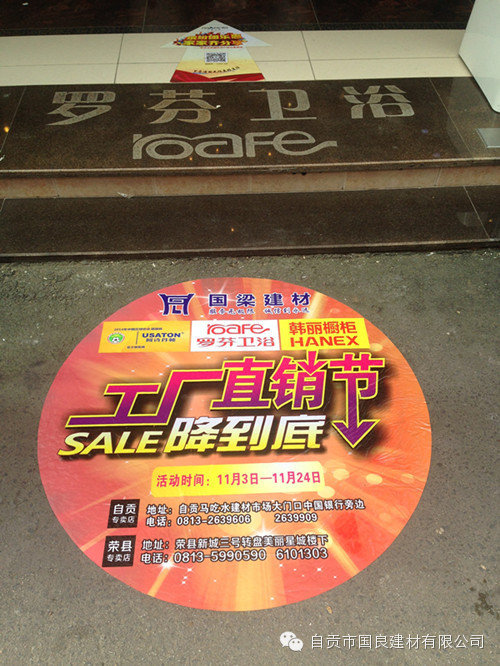 罗芬卫浴
roafe
国梁建材
USATON
阿诗丹顿
roafe
罗芬卫浴
韩丽橱柜
HANEX
工厂直销节
SALE 降到底
活动时间：11月3日—11月24日
自贡
专卖店
地址：自贡马吃水建材市场大门口中国银行旁边
电话：0813-2639606 2639909
荣县
专卖店
地址：荣县新城三号转盘美丽星城楼下
电话：0813-5990590 6101303
自贡市国良建材有限公司